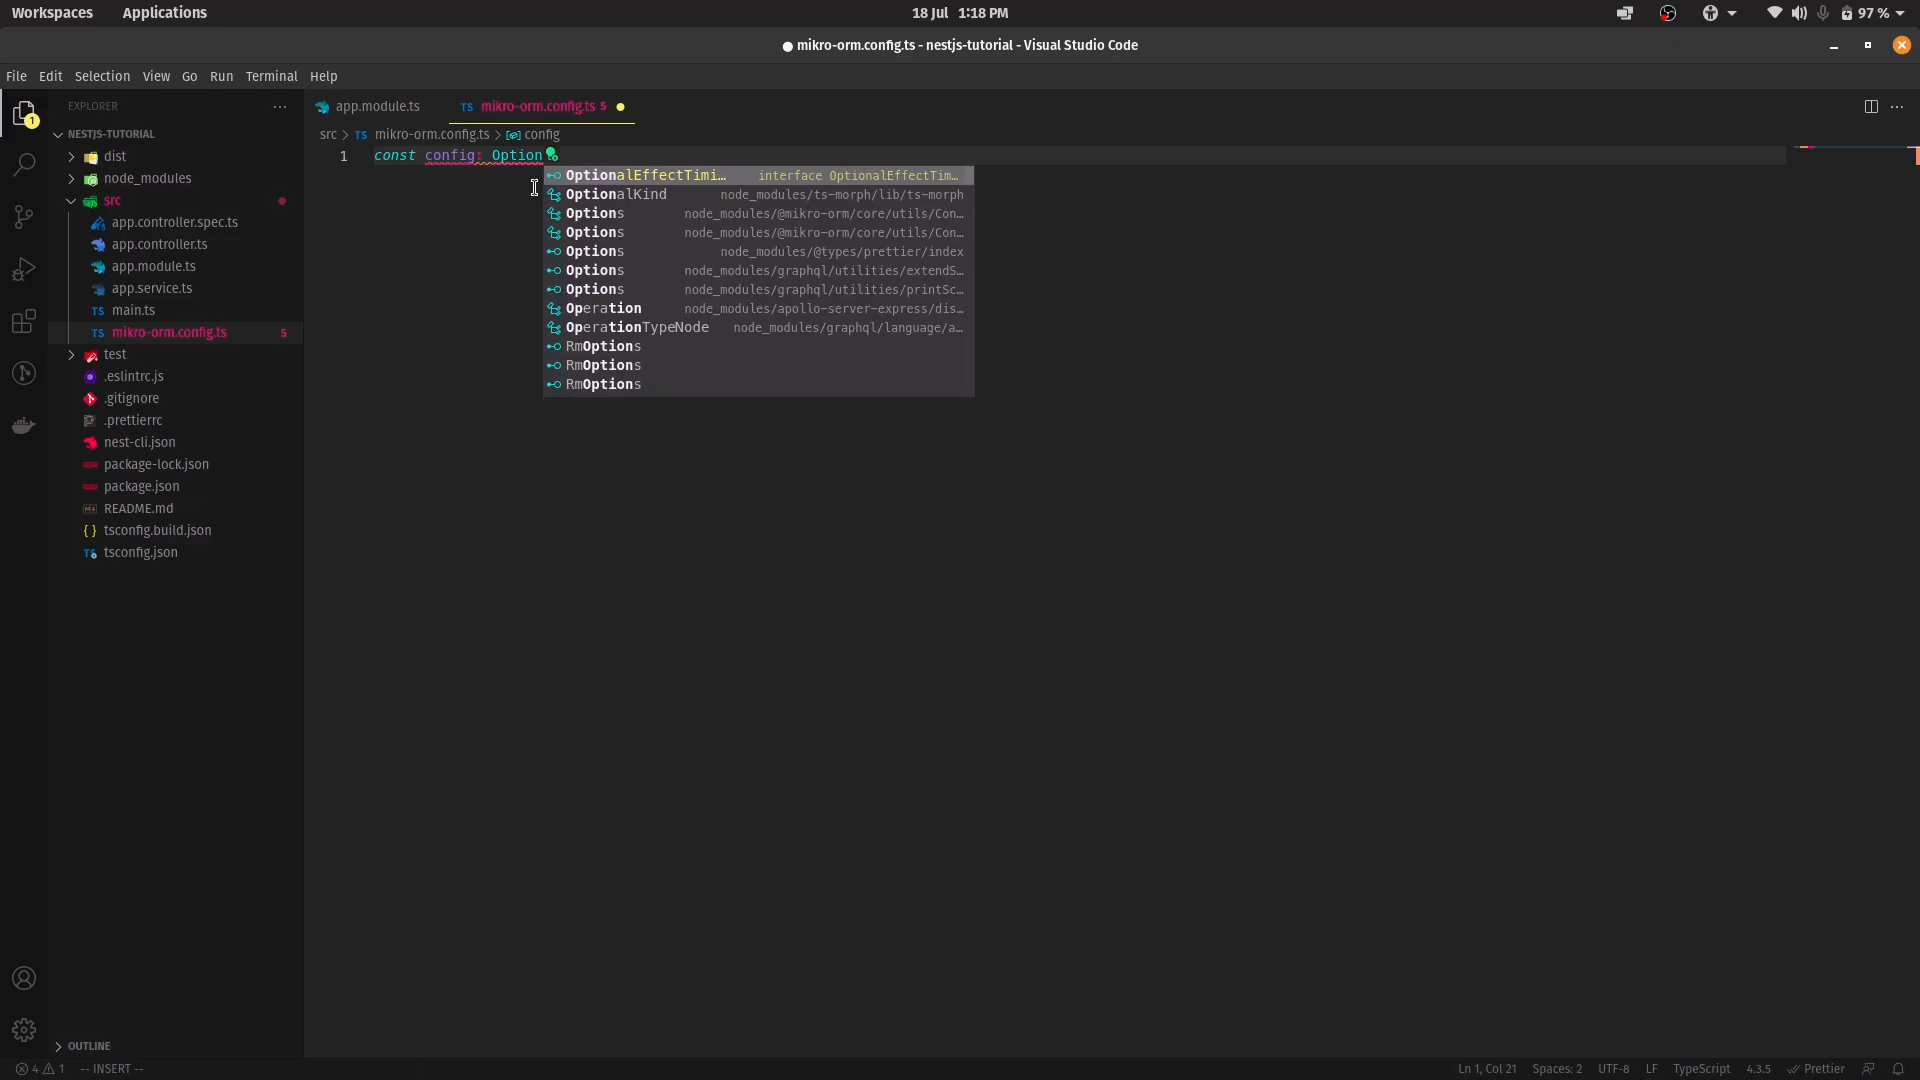 Workspaces Applications 18 Jul 1:18 PM 97 %
● mikro-orm.config.ts - nestjs-tutorial - Visual Studio Code
File Edit Selection View Go Run Terminal Help
EXPLORER ···
app.module.ts TS mikro-orm.config.ts 5 ●
1
NESTJS-TUTORIAL
src > TS mikro-orm.config.ts > config
dist
1 const config: Option
node_modules
src
app.controller.spec.ts
app.controller.ts
app.module.ts
app.service.ts
TS main.ts
TS mikro-orm.config.ts 5
test
.eslintrc.js
.gitignore
.prettierrc
nest-cli.json
package-lock.json
package.json
README.md
{ } tsconfig.build.json
TS tsconfig.json
OptionalEffectTimi… interface OptionalEffectTim…
OptionalKind node_modules/ts-morph/lib/ts-morph
Options node_modules/@mikro-orm/core/utils/Con…
Options node_modules/@mikro-orm/core/utils/Con…
Options node_modules/@types/prettier/index
Options node_modules/graphql/utilities/extendS…
Options node_modules/graphql/utilities/printSc…
Operation node_modules/apollo-server-express/dis…
OperationTypeNode node_modules/graphql/language/a…
RmOptions
RmOptions
RmOptions
OUTLINE
4 1 -- INSERT -- Ln 1, Col 21 Spaces: 2 UTF-8 LF TypeScript 4.3.5 Prettier